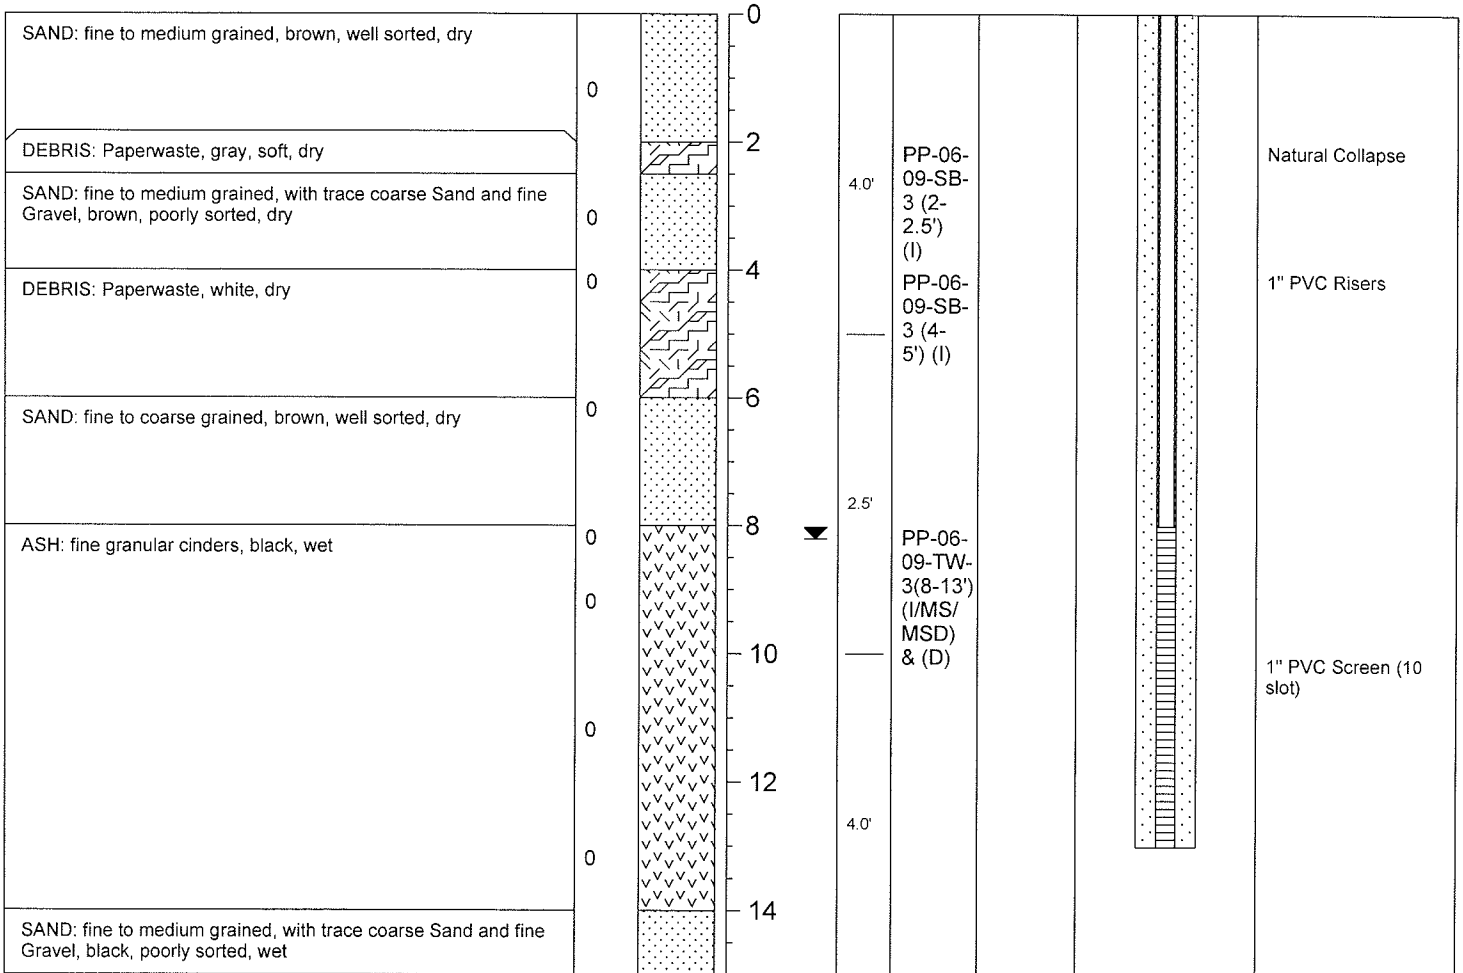 SAND: fine to medium grained, brown, well sorted, dry
0
DEBRIS: Paperwaste, gray, soft, dry
SAND: fine to medium grained, with trace coarse Sand and fine
Gravel, brown, poorly sorted, dry
0
DEBRIS: Paperwaste, white, dry
0
SAND: fine to coarse grained, brown, well sorted, dry
0
ASH: fine granular cinders, black, wet
0
0
0
0
SAND: fine to medium grained, with trace coarse Sand and fine
Gravel, black, poorly sorted, wet
0
2
4
6
8
10
12
14
4.0'
2.5'
4.0'
PP-06-
09-SB-
3 (2-
2.5')
(I)
PP-06-
09-SB-
3 (4-
5') (I)
PP-06-
09-TW-
3(8-13')
(I/MS/
MSD)
& (D)
Natural Collapse
1" PVC Risers
1" PVC Screen (10
slot)